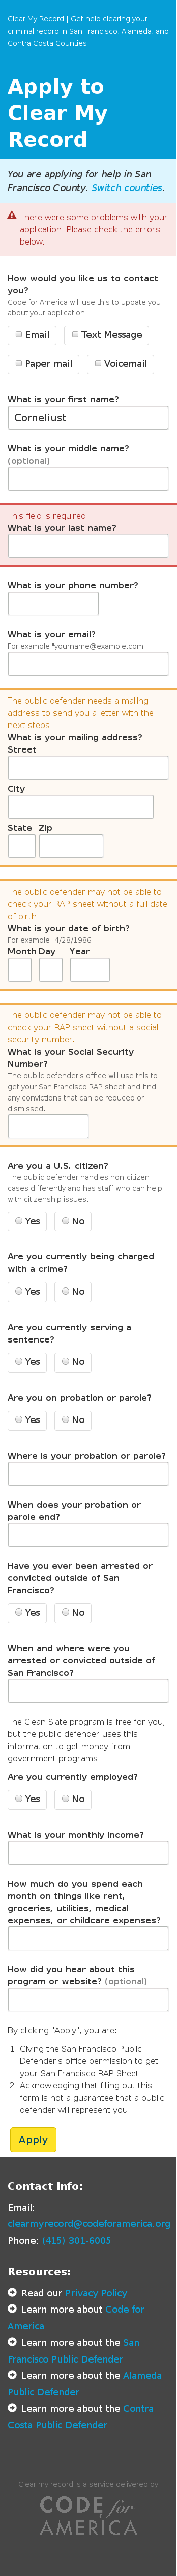 Clear My Record | Get help clearing your
criminal record in San Francisco, Alameda, and
Contra Costa Counties
Apply to
Clear My
Record
You are applying for help in San
Francisco County. Switch counties.
There were some problems with your
application. Please check the errors
below.
How would you like us to contact
you?
Code for America will use this to update you
about your application.
Email
Text Message
Paper mail
Voicemail
What is your first name?
Corneliust
What is your middle name?
(optional)
This field is required.
What is your last name?
What is your phone number?
What is your email?
For example "yourname@example.com"
The public defender needs a mailing
address to send you a letter with the
next steps.
What is your mailing address?
Street
City
State Zip
The public defender may not be able to
check your RAP sheet without a full date
of birth.
What is your date of birth?
For example: 4/28/1986
Month Day Year
The public defender may not be able to
check your RAP sheet without a social
security number.
What is your Social Security
Number?
The public defender's office will use this to
get your San Francisco RAP sheet and find
any convictions that can be reduced or
dismissed.
Are you a U.S. citizen?
The public defender handles non-citizen
cases differently and has staff who can help
with citizenship issues.
Yes No
Are you currently being charged
with a crime?
Yes No
Are you currently serving a
sentence?
Yes No
Are you on probation or parole?
Yes No
Where is your probation or parole?
When does your probation or
parole end?
Have you ever been arrested or
convicted outside of San
Francisco?
Yes No
When and where were you
arrested or convicted outside of
San Francisco?
The Clean Slate program is free for you,
but the public defender uses this
information to get money from
government programs.
Are you currently employed?
Yes No
What is your monthly income?
How much do you spend each
month on things like rent,
groceries, utilities, medical
expenses, or childcare expenses?
How did you hear about this
program or website? (optional)
By clicking "Apply", you are:
1. Giving the San Francisco Public
Defender's office permission to get
your San Francisco RAP Sheet.
2. Acknowledging that filling out this
form is not a guarantee that a public
defender will represent you.
Apply
Contact info:
Email:
clearmyrecord@codeforamerica.org
Phone: (415) 301-6005
Resources:
Read our Privacy Policy
Learn more about Code for
America
Learn more about the San
Francisco Public Defender
Learn more about the Alameda
Public Defender
Learn more about the Contra
Costa Public Defender
Clear my record is a service delivered by
CODE for
AMERICA